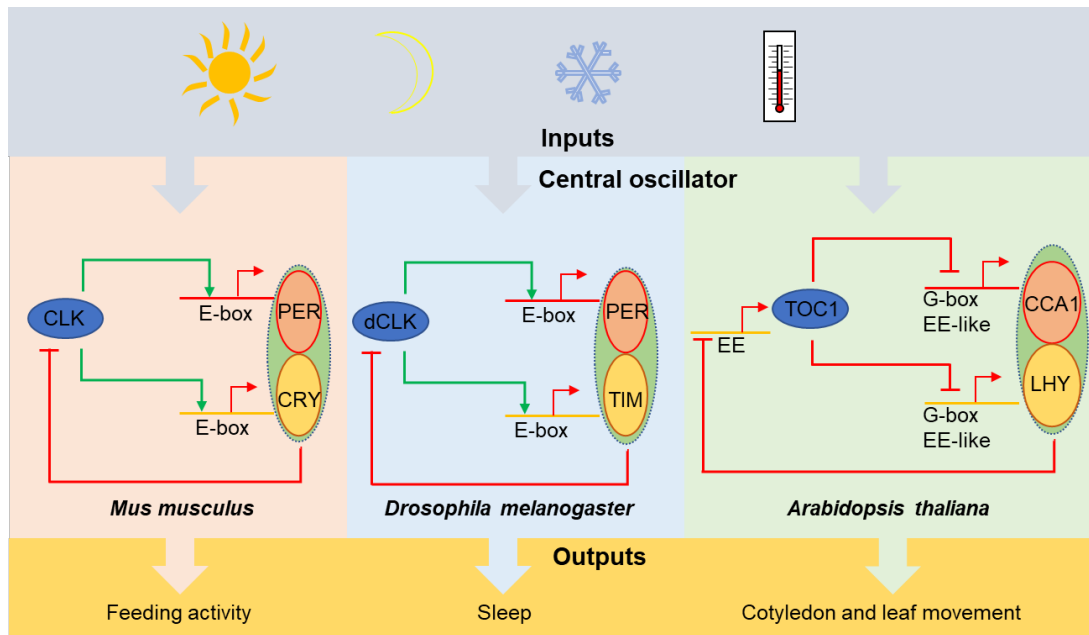 Inputs
Central oscillator
CLK
E-box
E-box
PER
CRY
Mus musculus
dCLK
E-box
E-box
PER
TIM
Drosophila melanogaster
EE
TOC1
G-box
EE-like
G-box
EE-like
CCA1
LHY
Arabidopsis thaliana
Outputs
Feeding activity
Sleep
Cotyledon and leaf movement